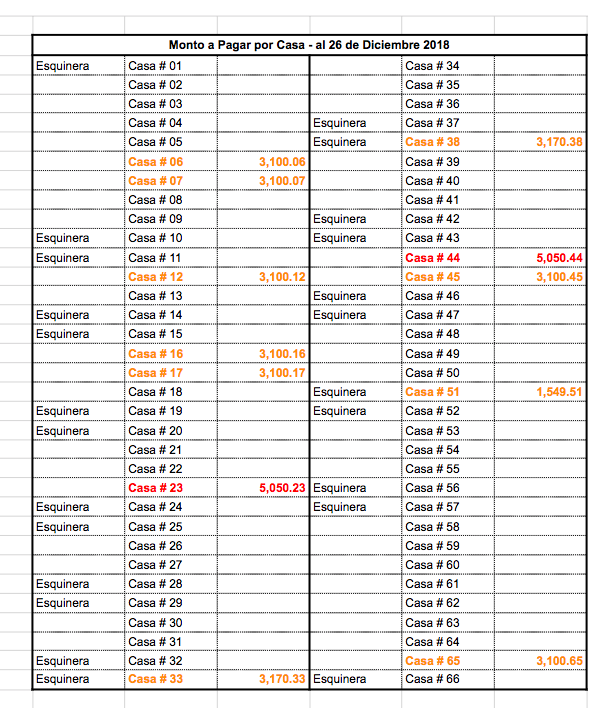 Monto a Pagar por Casa - al 26 de Diciembre 2018
Esquinera Casa # 01 Casa # 34
Casa # 02 Casa # 35
Casa # 03 Casa # 36
Casa # 04 Esquinera Casa # 37
Casa # 05 Esquinera Casa # 38 3,170.38
Casa # 06 3,100.06 Casa # 39
Casa # 07 3,100.07 Casa # 40
Casa # 08 Casa # 41
Casa # 09 Esquinera Casa # 42
Esquinera Casa # 10 Esquinera Casa # 43
Esquinera Casa # 11 Casa # 44 5,050.44
Casa # 12 3,100.12 Casa # 45 3,100.45
Casa # 13 Esquinera Casa # 46
Esquinera Casa # 14 Esquinera Casa # 47
Esquinera Casa # 15 Casa # 48
Casa # 16 3,100.16 Casa # 49
Casa # 17 3,100.17 Casa # 50
Casa # 18 Esquinera Casa # 51 1,549.51
Esquinera Casa # 19 Esquinera Casa # 52
Esquinera Casa # 20 Casa # 53
Casa # 21 Casa # 54
Casa # 22 Casa # 55
Casa # 23 5,050.23 Esquinera Casa # 56
Esquinera Casa # 24 Esquinera Casa # 57
Esquinera Casa # 25 Casa # 58
Casa # 26 Casa # 59
Casa # 27 Casa # 60
Esquinera Casa # 28 Casa # 61
Esquinera Casa # 29 Casa # 62
Casa # 30 Casa # 63
Casa # 31 Casa # 64
Esquinera Casa # 32 Casa # 65 3,100.65
Esquinera Casa # 33 3,170.33 Esquinera Casa # 66